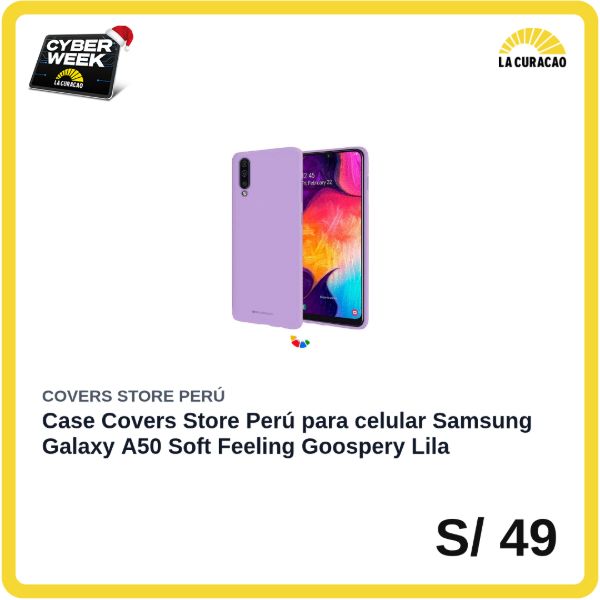 CYBER
WEEK
LA CURACAO
LA CURACAO
COVERS STORE PERÚ
Case Covers Store Perú para celular Samsung
Galaxy A50 Soft Feeling Goospery Lila
S/ 49